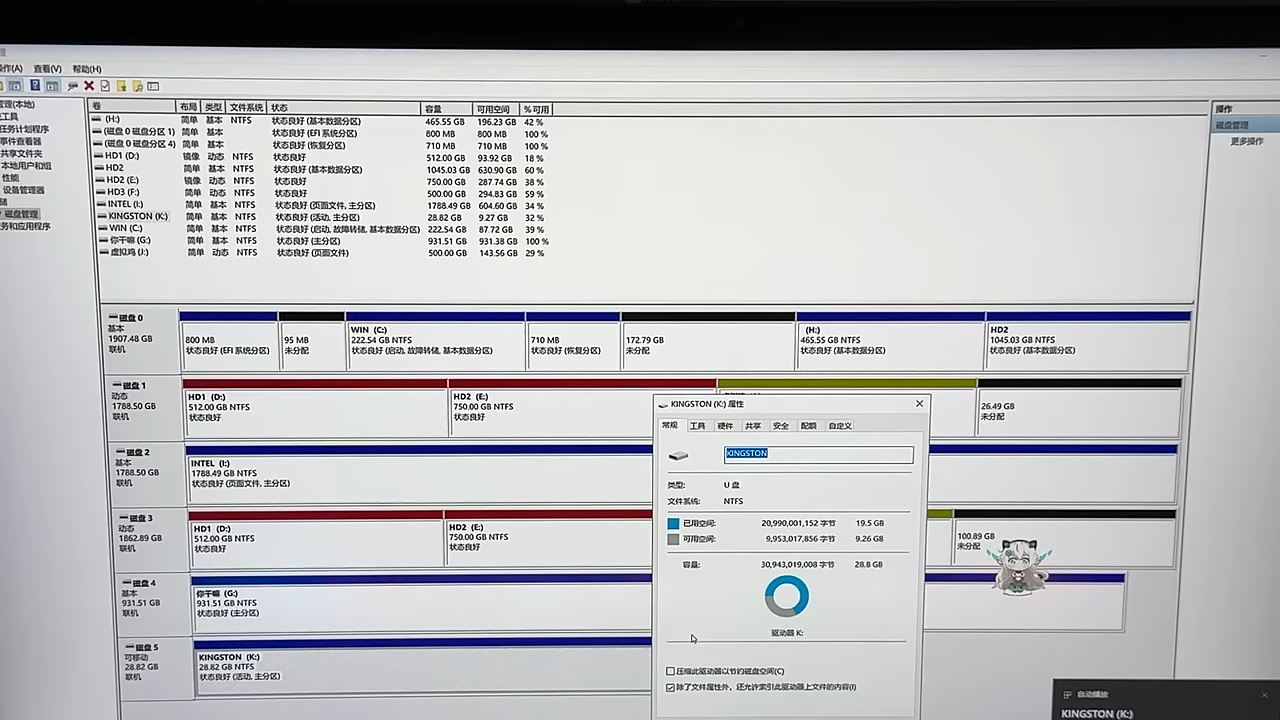 操作(A) 查看(V) 帮助(H)
管理(本地)
工具
任务计划程序
事件查看器
共享文件夹
本地用户和组
性能
设备管理器
储
磁盘管理
务和应用程序
卷 布局 类型 文件系统 状态 容量 可用空间 % 可用
(H:) 简单 基本 NTFS 状态良好 (基本数据分区) 465.55 GB 196.23 GB 42 %
(磁盘 0 磁盘分区 1) 简单 基本 状态良好 (EFI 系统分区) 800 MB 800 MB 100 %
(磁盘 0 磁盘分区 4) 简单 基本 状态良好 (恢复分区) 710 MB 710 MB 100 %
HD1 (D:) 镜像 动态 NTFS 状态良好 512.00 GB 93.92 GB 18 %
HD2 简单 基本 NTFS 状态良好 (基本数据分区) 1045.03 GB 630.90 GB 60 %
HD2 (E:) 镜像 动态 NTFS 状态良好 750.00 GB 287.74 GB 38 %
HD3 (F:) 简单 动态 NTFS 状态良好 500.00 GB 294.83 GB 59 %
INTEL (I:) 简单 基本 NTFS 状态良好 (页面文件, 主分区) 1788.49 GB 604.60 GB 34 %
KINGSTON (K:) 简单 基本 NTFS 状态良好 (活动, 主分区) 28.82 GB 9.27 GB 32 %
WIN (C:) 简单 基本 NTFS 状态良好 (启动, 故障转储, 基本数据分区) 222.54 GB 87.72 GB 39 %
你干嘛 (G:) 简单 基本 NTFS 状态良好 (主分区) 931.51 GB 931.38 GB 100 %
虚拟鸡 (J:) 简单 动态 NTFS 状态良好 (页面文件) 500.00 GB 143.56 GB 29 %
操作
磁盘管理
更多操作
磁盘 0
基本
1907.48 GB
联机
800 MB
状态良好 (EFI 系统分区)
95 MB
未分配
WIN (C:)
222.54 GB NTFS
状态良好 (启动, 故障转储, 基本数据分区)
710 MB
状态良好 (恢复分区)
172.79 GB
未分配
(H:)
465.55 GB NTFS
状态良好 (基本数据分区)
HD2
1045.03 GB NTFS
状态良好 (基本数据分区)
磁盘 1
动态
1788.50 GB
联机
HD1 (D:)
512.00 GB NTFS
状态良好
HD2 (E:)
750.00 GB NTFS
状态良好
26.49 GB
未分配
磁盘 2
基本
1788.50 GB
联机
INTEL (I:)
1788.49 GB NTFS
状态良好 (页面文件, 主分区)
磁盘 3
动态
1862.89 GB
联机
HD1 (D:)
512.00 GB NTFS
状态良好
HD2 (E:)
750.00 GB NTFS
状态良好
100.89 GB
未分配
磁盘 4
基本
931.51 GB
联机
你干嘛 (G:)
931.51 GB NTFS
状态良好 (主分区)
磁盘 5
可移动
28.82 GB
联机
KINGSTON (K:)
28.82 GB NTFS
状态良好 (活动, 主分区)
KINGSTON (K:) 属性
常规 工具 硬件 共享 安全 配额 自定义
KINGSTON
类型: U 盘
文件系统: NTFS
已用空间: 20,990,001,152 字节 19.5 GB
可用空间: 9,953,017,856 字节 9.26 GB
容量: 30,943,019,008 字节 28.8 GB
驱动器 K:
压缩此驱动器以节约磁盘空间(C)
除了文件属性外，还允许索引此驱动器上文件的内容(I)
自动播放
KINGSTON (K:)